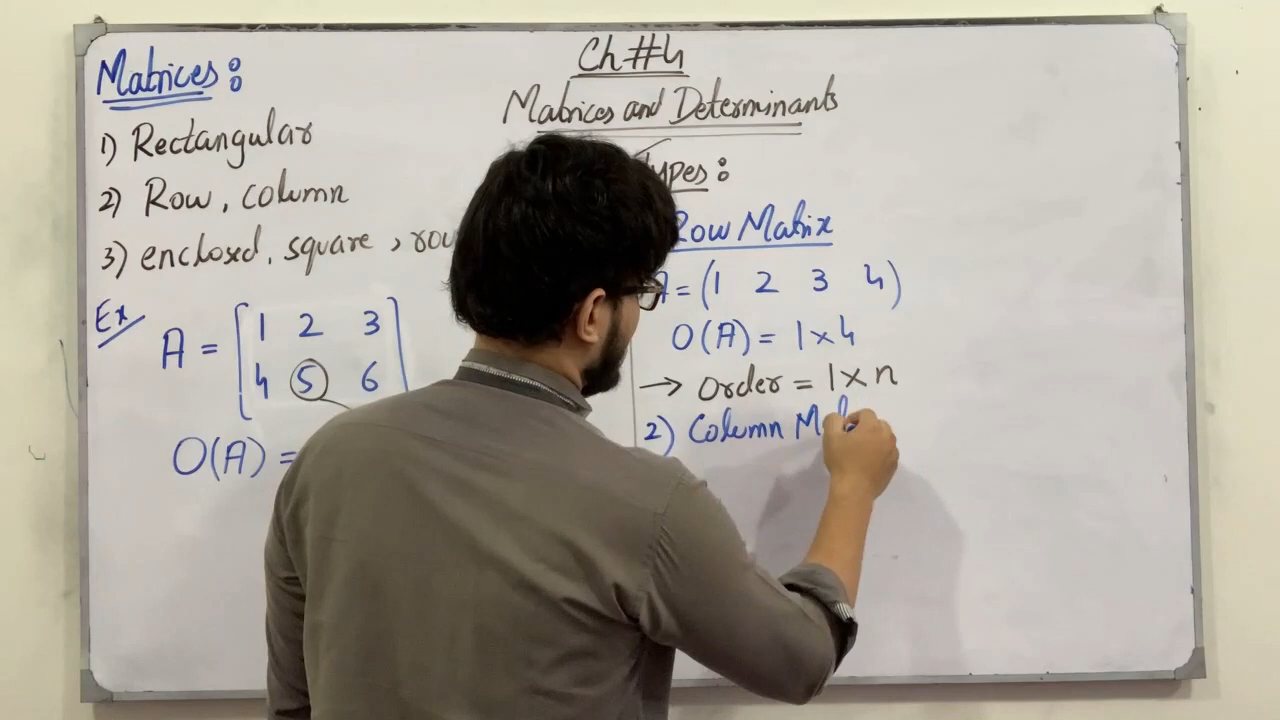 Ch#4
Matrices and Determinants
Matrices:
1) Rectangular
2) Row, column
3) enclosed, square,
Ex
A = [1 2 3
4 5 6]
O(A) =
Types:
Row Matrix
A = (1 2 3 4)
O(A) = 1×4
→ order = 1×n
2) Column